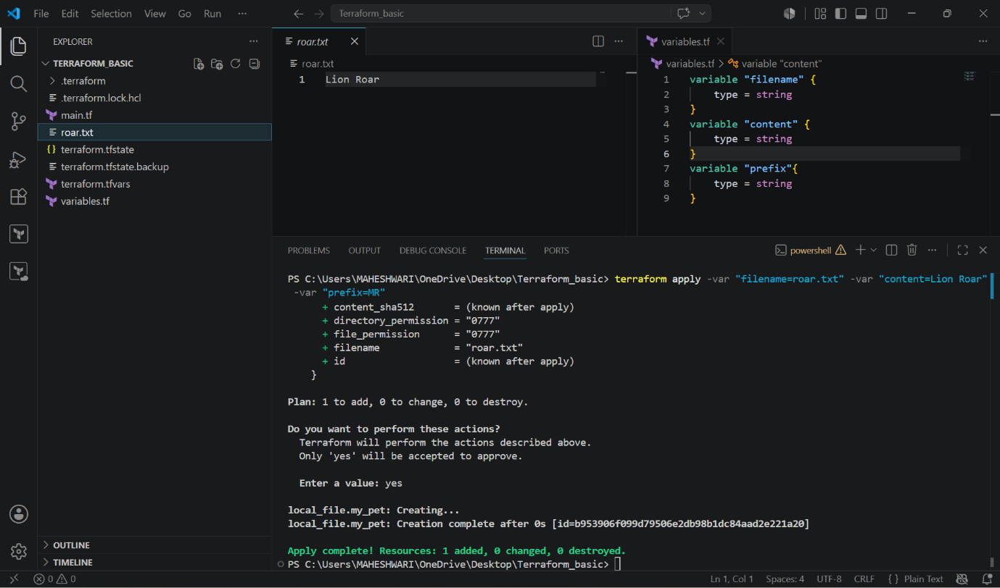 File Edit Selection View Go Run ···
Terraform_basic
EXPLORER
TERRAFORM_BASIC
.terraform
.terraform.lock.hcl
main.tf
roar.txt
terraform.tfstate
terraform.tfstate.backup
terraform.tfvars
variables.tf
OUTLINE
TIMELINE
roar.txt
roar.txt
1 Lion Roar
variables.tf
variables.tf > variable "content"
1 variable "filename" {
2 type = string
3 }
4 variable "content" {
5 type = string
6 }
7 variable "prefix"{
8 type = string
9 }
PROBLEMS OUTPUT DEBUG CONSOLE TERMINAL PORTS
powershell
PS C:\Users\MAHESHWARI\OneDrive\Desktop\Terraform_basic> terraform apply -var "filename=roar.txt" -var "content=Lion Roar"
-var "prefix=MR"
+ content_sha512 = (known after apply)
+ directory_permission = "0777"
+ file_permission = "0777"
+ filename = "roar.txt"
+ id = (known after apply)
}
Plan: 1 to add, 0 to change, 0 to destroy.
Do you want to perform these actions?
Terraform will perform the actions described above.
Only 'yes' will be accepted to approve.
Enter a value: yes
local_file.my_pet: Creating...
local_file.my_pet: Creation complete after 0s [id=b953906f099d79506e2db98b1dc84aad2e221a20]
Apply complete! Resources: 1 added, 0 changed, 0 destroyed.
PS C:\Users\MAHESHWARI\OneDrive\Desktop\Terraform_basic>
0 0
Ln 1, Col 1 Spaces: 4 UTF-8 CRLF {} Plain Text